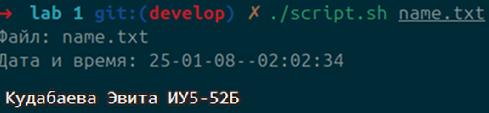 ➜ lab 1 git:(develop) ✗ ./script.sh name.txt
Файл: name.txt
Дата и время: 25-01-08--02:02:34
Кудабаева Эвита ИУ5-52Б